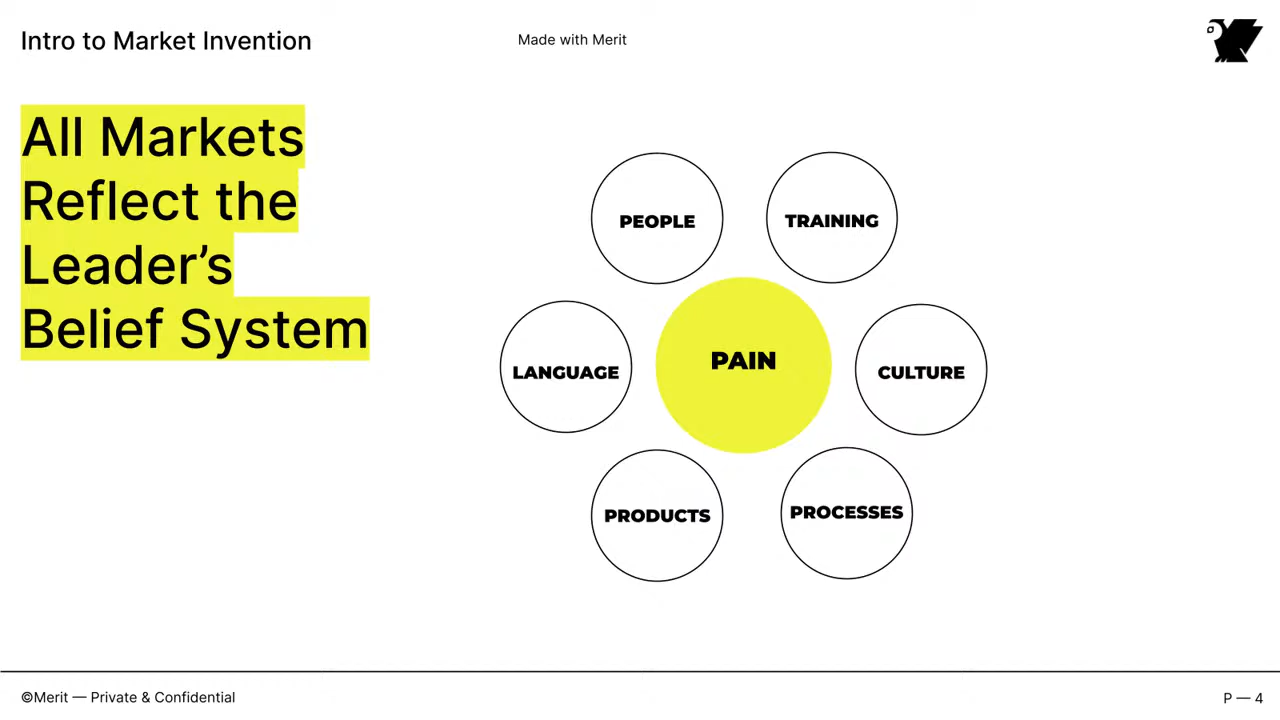 Intro to Market Invention
Made with Merit
All Markets
Reflect the
Leader’s
Belief System
PEOPLE
TRAINING
PAIN
LANGUAGE
CULTURE
PRODUCTS
PROCESSES
©Merit — Private & Confidential
P — 4